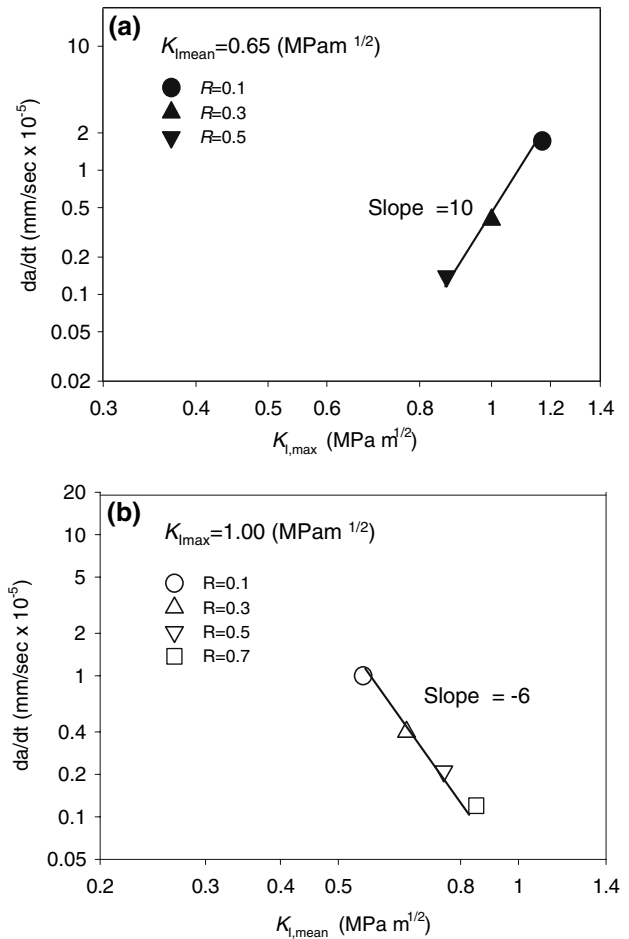 (a)
K_Imean=0.65 (MPam ^1/2)
R=0.1
R=0.3
R=0.5
Slope =10
da/dt (mm/sec x 10^-5)
10
2
1
0.5
0.1
0.05
0.02
0.3 0.4 0.5 0.6 0.8 1 1.2 1.4
K_I,max (MPa m^1/2)
(b)
K_Imax=1.00 (MPam ^1/2)
R=0.1
R=0.3
R=0.5
R=0.7
Slope = -6
da/dt (mm/sec x 10^-5)
20
10
5
2
1
0.4
0.2
0.1
0.05
0.2 0.3 0.4 0.5 0.8 1 1.4
K_I,mean (MPa m^1/2)